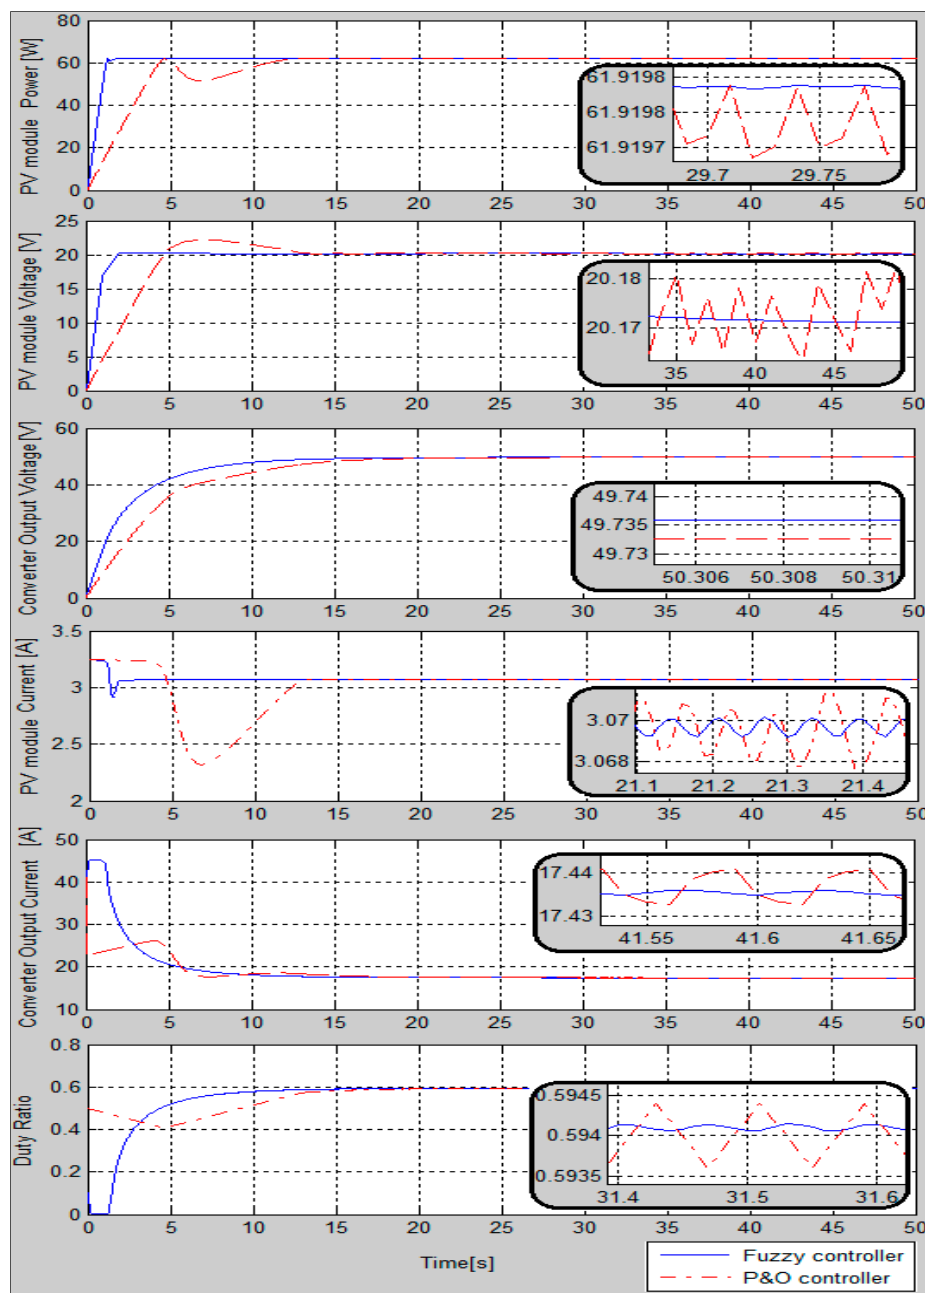 PV module Power [W]
80
60
40
20
0
61.9198
61.9198
61.9197
29.7 29.75
0 5 10 15 20 25 30 35 40 45 50
PV module Voltage [V]
25
20
15
10
5
0
20.18
20.17
35 40 45
0 5 10 15 20 25 30 35 40 45 50
Converter Output Voltage[V]
60
40
20
0
49.74
49.735
49.73
50.306 50.308 50.31
0 5 10 15 20 25 30 35 40 45 50
PV module Current [A]
3.5
3
2.5
2
3.07
3.068
21.1 21.2 21.3 21.4
0 5 10 15 20 25 30 35 40 45 50
Converter Output Current [A]
50
40
30
20
10
17.44
17.43
41.55 41.6 41.65
0 5 10 15 20 25 30 35 40 45 50
Duty Ratio
0.8
0.6
0.4
0.2
0
0.5945
0.594
0.5935
31.4 31.5 31.6
0 5 10 15 20 25 30 35 40 45 50
Time[s]
Fuzzy controller
P&O controller